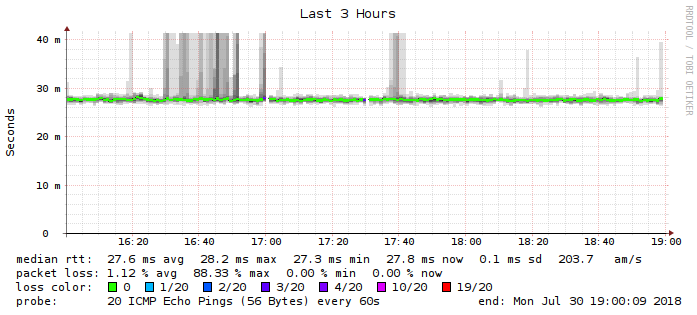 Last 3 Hours
RRDTOOL / TOBI OETIKER
Seconds
40 m
30 m
20 m
10 m
0
16:20 16:40 17:00 17:20 17:40 18:00 18:20 18:40 19:00
median rtt: 27.6 ms avg 28.2 ms max 27.3 ms min 27.8 ms now 0.1 ms sd 203.7 am/s
packet loss: 1.12 % avg 88.33 % max 0.00 % min 0.00 % now
loss color: 0 1/20 2/20 3/20 4/20 10/20 19/20
probe: 20 ICMP Echo Pings (56 Bytes) every 60s end: Mon Jul 30 19:00:09 2018